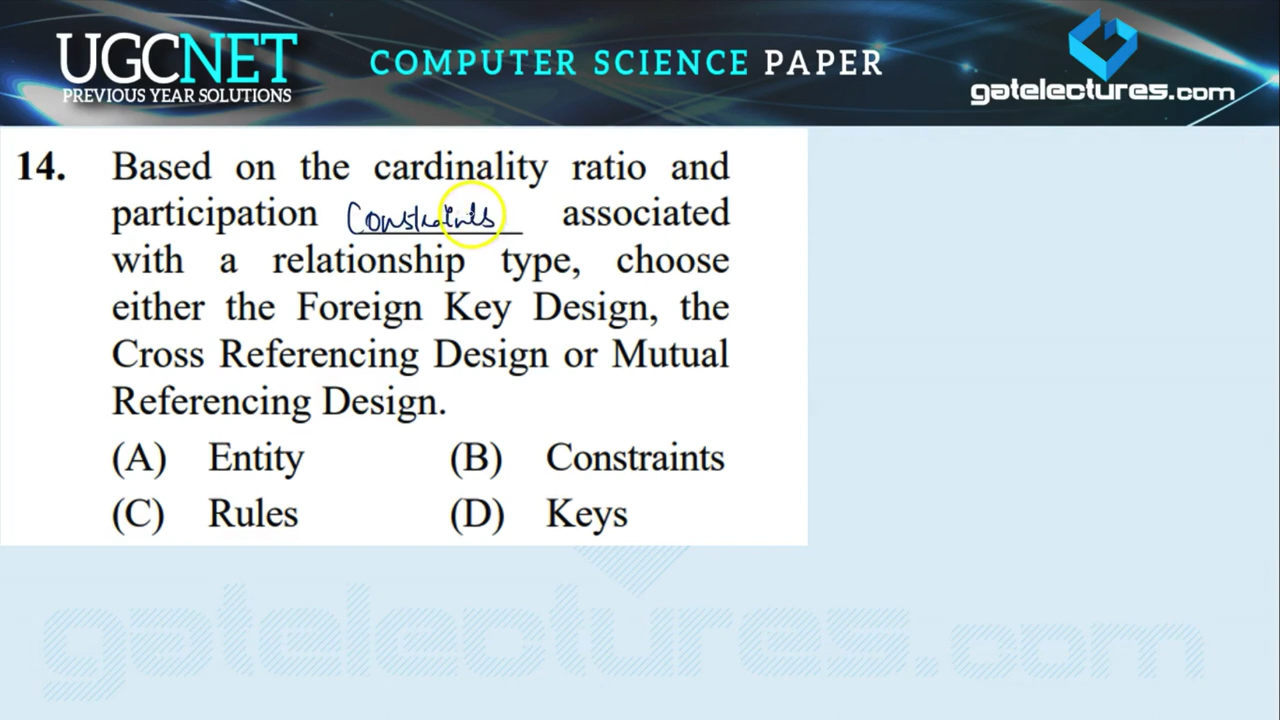 UGCNET
PREVIOUS YEAR SOLUTIONS
COMPUTER SCIENCE PAPER
gatelectures.com
14. Based on the cardinality ratio and
participation Constraints associated
with a relationship type, choose
either the Foreign Key Design, the
Cross Referencing Design or Mutual
Referencing Design.
(A) Entity (B) Constraints
(C) Rules (D) Keys
gatelectures.com